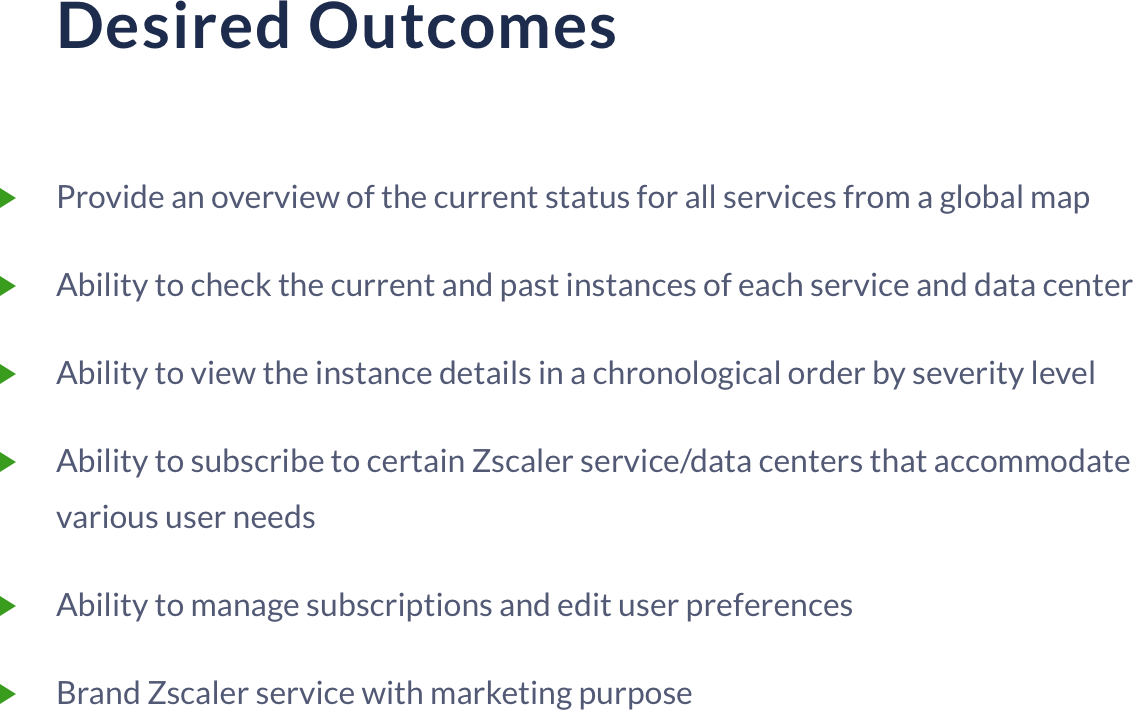 Desired Outcomes
Provide an overview of the current status for all services from a global map
Ability to check the current and past instances of each service and data center
Ability to view the instance details in a chronological order by severity level
Ability to subscribe to certain Zscaler service/data centers that accommodate
various user needs
Ability to manage subscriptions and edit user preferences
Brand Zscaler service with marketing purpose